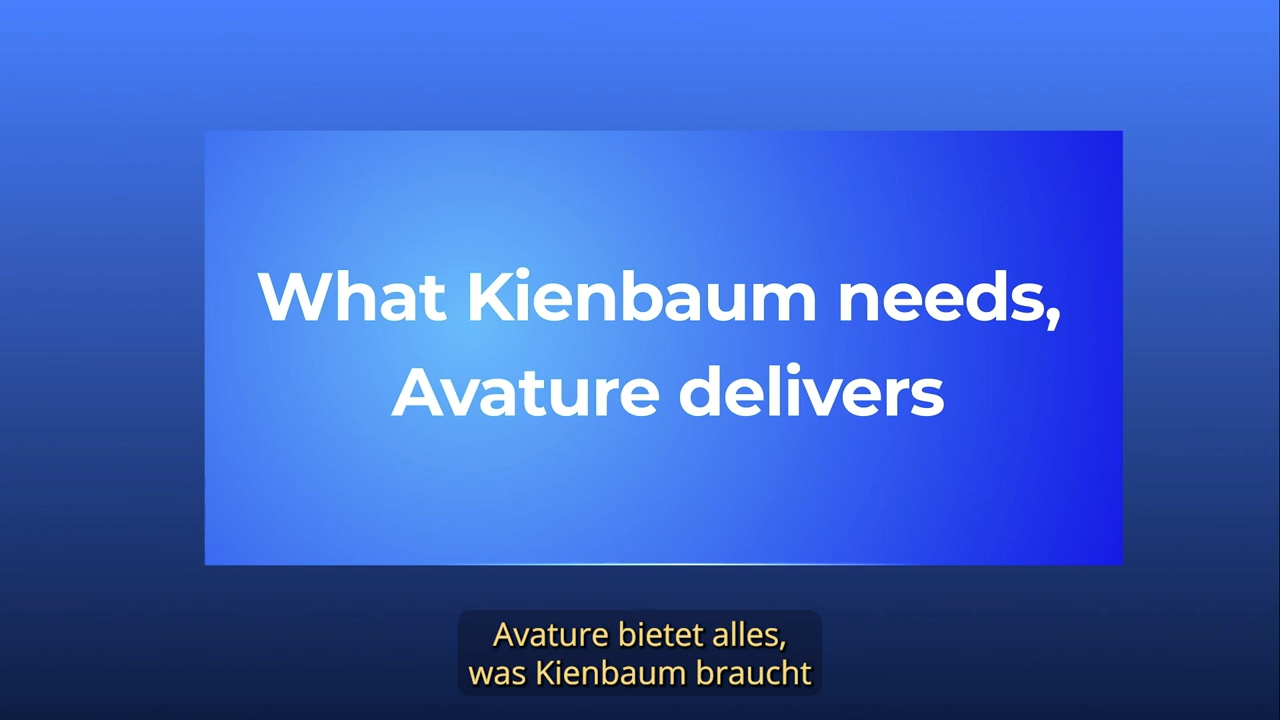 What Kienbaum needs,
Avature delivers
Avature bietet alles,
was Kienbaum braucht